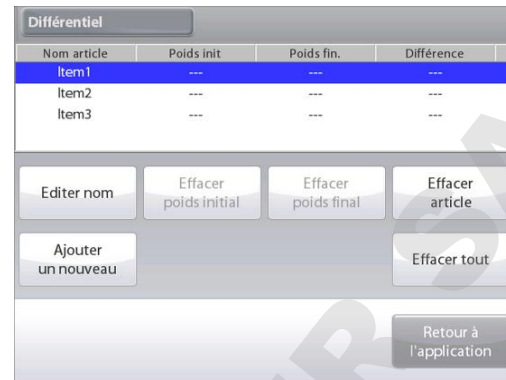 Différentiel
Nom article Poids init Poids fin. Différence
Item1 --- --- ---
Item2 --- --- ---
Item3 --- --- ---
Editer nom
Effacer
poids initial
Effacer
poids final
Effacer
article
Ajouter
un nouveau
Effacer tout
Retour à
l'application